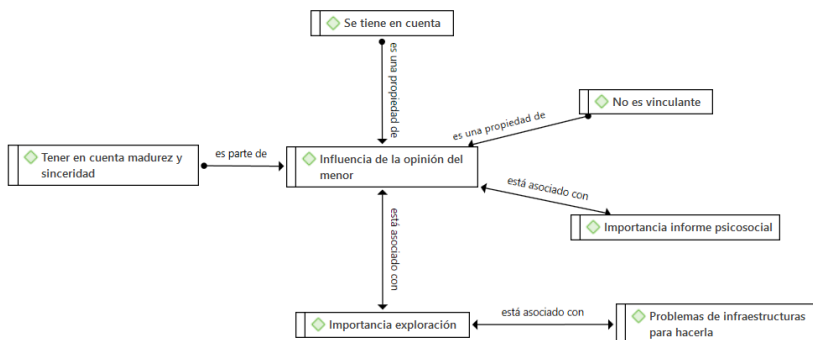 Se tiene en cuenta
es una propiedad de
No es vinculante
es una propiedad de
Tener en cuenta madurez y
sinceridad
es parte de
Influencia de la opinión del
menor
está asociado con
Importancia informe psicosocial
está asociado con
Importancia exploración
está asociado con
Problemas de infraestructuras
para hacerla